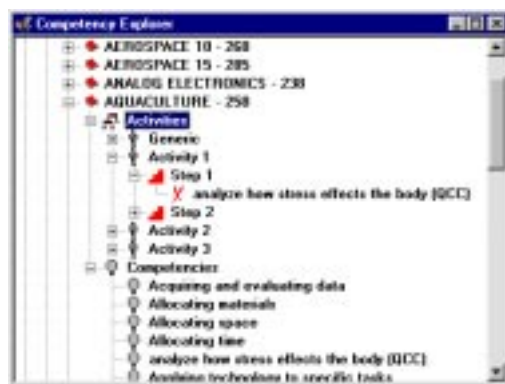 Competency Explorer
AEROSPACE 10 - 268
AEROSPACE 15 - 285
ANALOG ELECTRONICS - 238
AQUACULTURE - 258
Activities
Generic
Activity 1
Step 1
analyze how stress effects the body (QCC)
Step 2
Activity 2
Activity 3
Competencies
Acquiring and evaluating data
Allocating materials
Allocating space
Allocating time
analyze how stress effects the body (QCC)
Applying technology to specific tasks